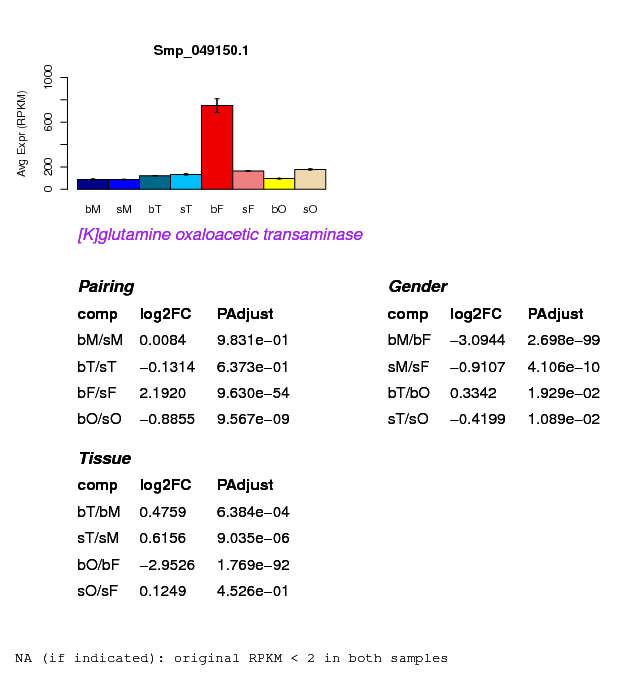 Smp_049150.1
Avg Expr (RPKM)
1000
600
200
0
bM sM bT sT bF sF bO sO
[K]glutamine oxaloacetic transaminase
Pairing
comp log2FC PAdjust
bM/sM 0.0084 9.831e−01
bT/sT −0.1314 6.373e−01
bF/sF 2.1920 9.630e−54
bO/sO −0.8855 9.567e−09
Gender
comp log2FC PAdjust
bM/bF −3.0944 2.698e−99
sM/sF −0.9107 4.106e−10
bT/bO 0.3342 1.929e−02
sT/sO −0.4199 1.089e−02
Tissue
comp log2FC PAdjust
bT/bM 0.4759 6.384e−04
sT/sM 0.6156 9.035e−06
bO/bF −2.9526 1.769e−92
sO/sF 0.1249 4.526e−01
NA (if indicated): original RPKM < 2 in both samples